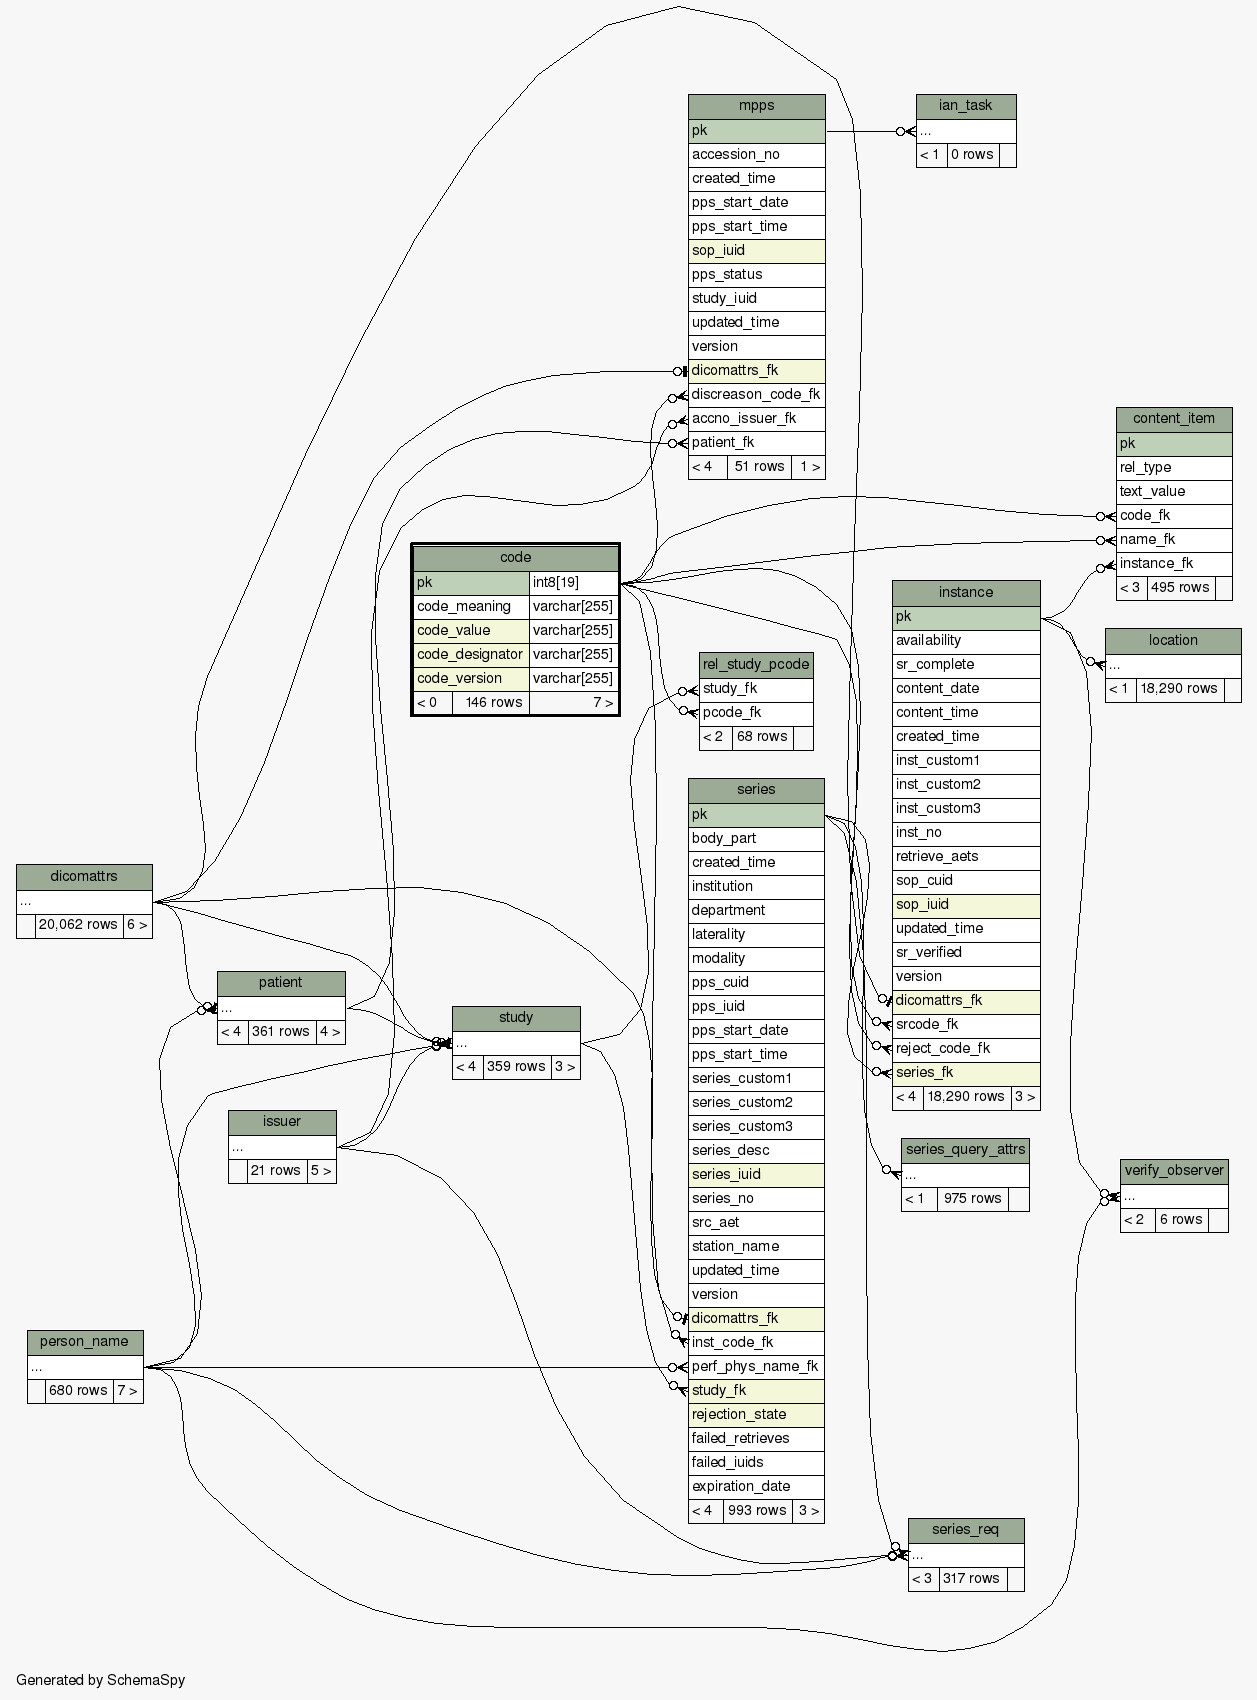 mpps
pk
accession_no
created_time
pps_start_date
pps_start_time
sop_iuid
pps_status
study_iuid
updated_time
version
dicomattrs_fk
discreason_code_fk
accno_issuer_fk
patient_fk
< 4 51 rows 1 >
ian_task
...
< 1 0 rows
content_item
pk
rel_type
text_value
code_fk
name_fk
instance_fk
< 3 495 rows
code
pk int8[19]
code_meaning varchar[255]
code_value varchar[255]
code_designator varchar[255]
code_version varchar[255]
< 0 146 rows 7 >
instance
pk
availability
sr_complete
content_date
content_time
created_time
inst_custom1
inst_custom2
inst_custom3
inst_no
retrieve_aets
sop_cuid
sop_iuid
updated_time
sr_verified
version
dicomattrs_fk
srcode_fk
reject_code_fk
series_fk
< 4 18,290 rows 3 >
location
...
< 1 18,290 rows
rel_study_pcode
study_fk
pcode_fk
< 2 68 rows
series
pk
body_part
created_time
institution
department
laterality
modality
pps_cuid
pps_iuid
pps_start_date
pps_start_time
series_custom1
series_custom2
series_custom3
series_desc
series_iuid
series_no
src_aet
station_name
updated_time
version
dicomattrs_fk
inst_code_fk
perf_phys_name_fk
study_fk
rejection_state
failed_retrieves
failed_iuids
expiration_date
< 4 993 rows 3 >
dicomattrs
...
20,062 rows 6 >
patient
...
< 4 361 rows 4 >
study
...
< 4 359 rows 3 >
issuer
...
21 rows 5 >
series_query_attrs
...
< 1 975 rows
verify_observer
...
< 2 6 rows
person_name
...
680 rows 7 >
series_req
...
< 3 317 rows
Generated by SchemaSpy